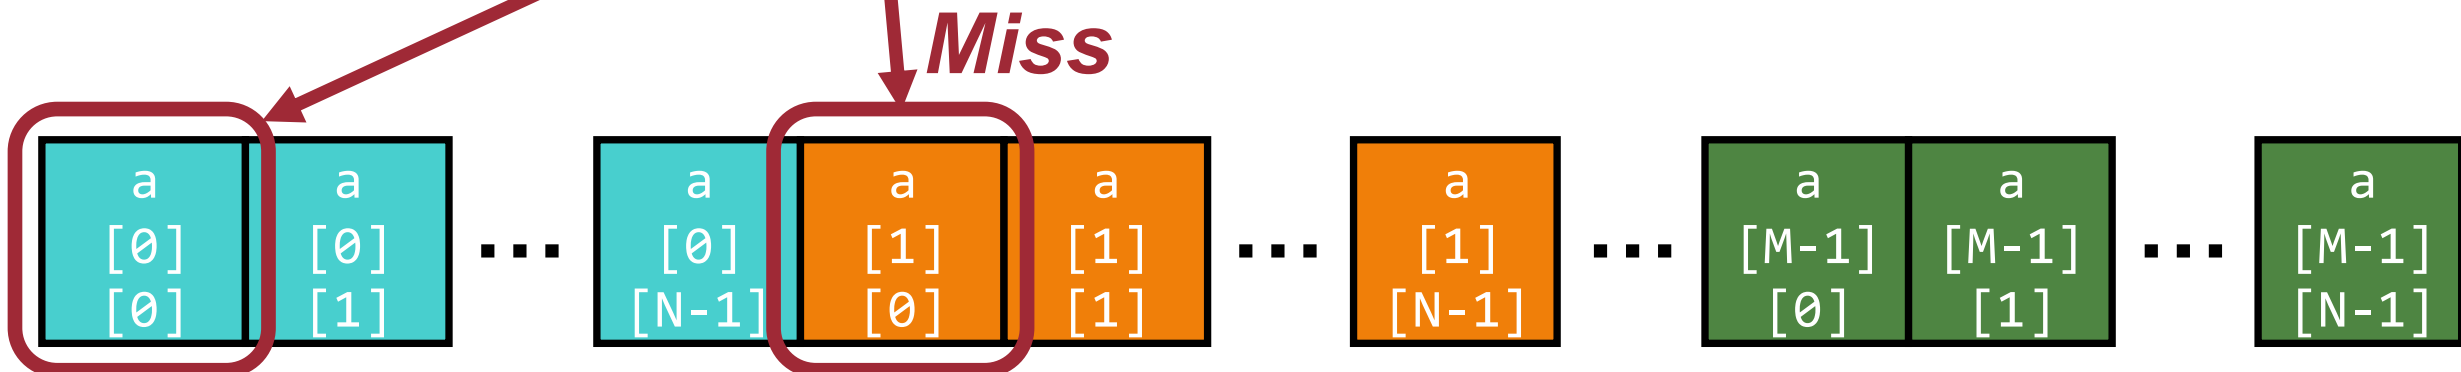 Miss
a a ... a a a ... a ... a a ... a
[0] [0] [0] [1] [1] [1] [M-1] [M-1] [M-1]
[0] [1] [N-1] [0] [1] [N-1] [0] [1] [N-1]